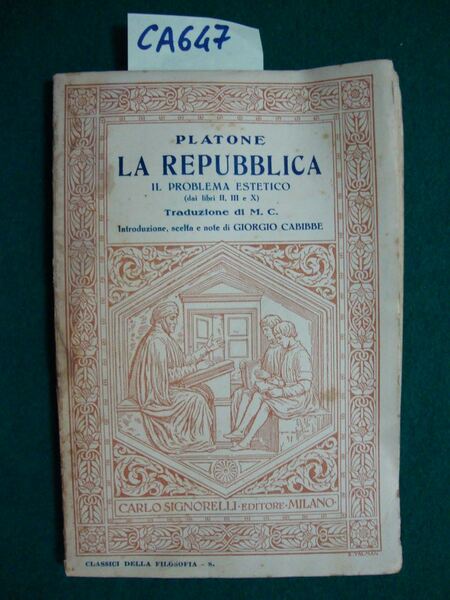 CA647
PLATONE
LA REPUBBLICA
IL PROBLEMA ESTETICO
(dai libri II, III e X)
Traduzione di M. C.
Introduzione, scelta e note di GIORGIO CABIBBE
CARLO SIGNORELLI·EDITORE·MILANO·
CLASSICI DELLA FILOSOFIA - 8.